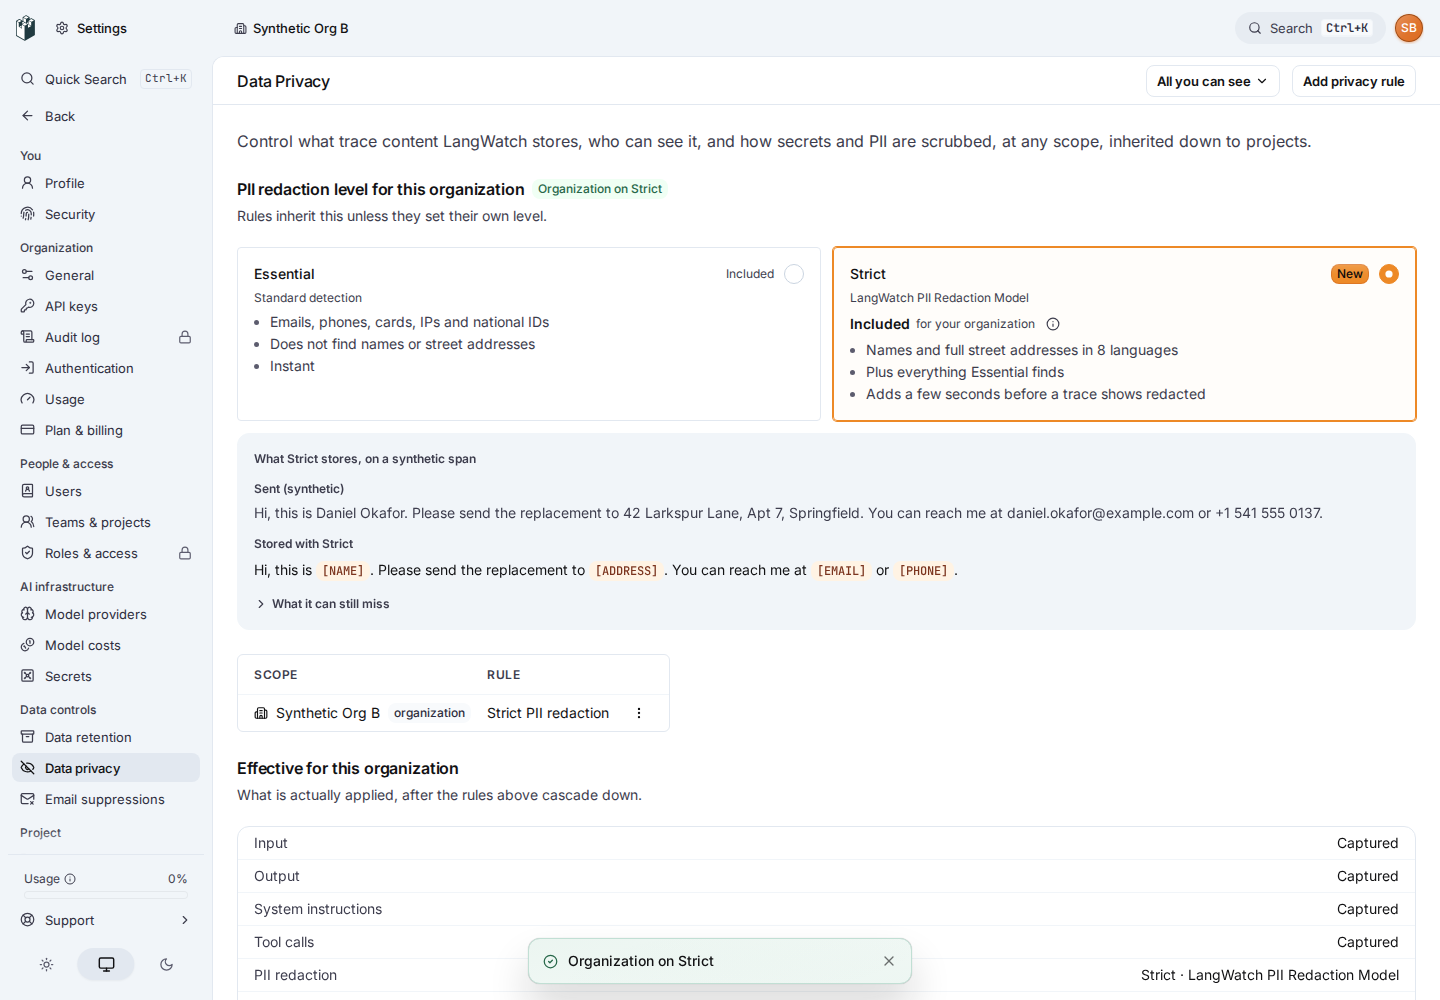 Settings
Synthetic Org B
Search Ctrl+K
SB
Quick Search Ctrl+K
Back
You
Profile
Security
Organization
General
API keys
Audit log
Authentication
Usage
Plan & billing
People & access
Users
Teams & projects
Roles & access
AI infrastructure
Model providers
Model costs
Secrets
Data controls
Data retention
Data privacy
Email suppressions
Project
Usage 0%
Support
Data Privacy
All you can see
Add privacy rule
Control what trace content LangWatch stores, who can see it, and how secrets and PII are scrubbed, at any scope, inherited down to projects.
PII redaction level for this organization Organization on Strict
Rules inherit this unless they set their own level.
Essential Included
Standard detection
• Emails, phones, cards, IPs and national IDs
• Does not find names or street addresses
• Instant
Strict New
LangWatch PII Redaction Model
Included for your organization
• Names and full street addresses in 8 languages
• Plus everything Essential finds
• Adds a few seconds before a trace shows redacted
What Strict stores, on a synthetic span
Sent (synthetic)
Hi, this is Daniel Okafor. Please send the replacement to 42 Larkspur Lane, Apt 7, Springfield. You can reach me at daniel.okafor@example.com or +1 541 555 0137.
Stored with Strict
Hi, this is [NAME] . Please send the replacement to [ADDRESS] . You can reach me at [EMAIL] or [PHONE] .
What it can still miss
SCOPE RULE
Synthetic Org B organization Strict PII redaction
Effective for this organization
What is actually applied, after the rules above cascade down.
Input Captured
Output Captured
System instructions Captured
Tool calls Captured
PII redaction Strict · LangWatch PII Redaction Model
Organization on Strict